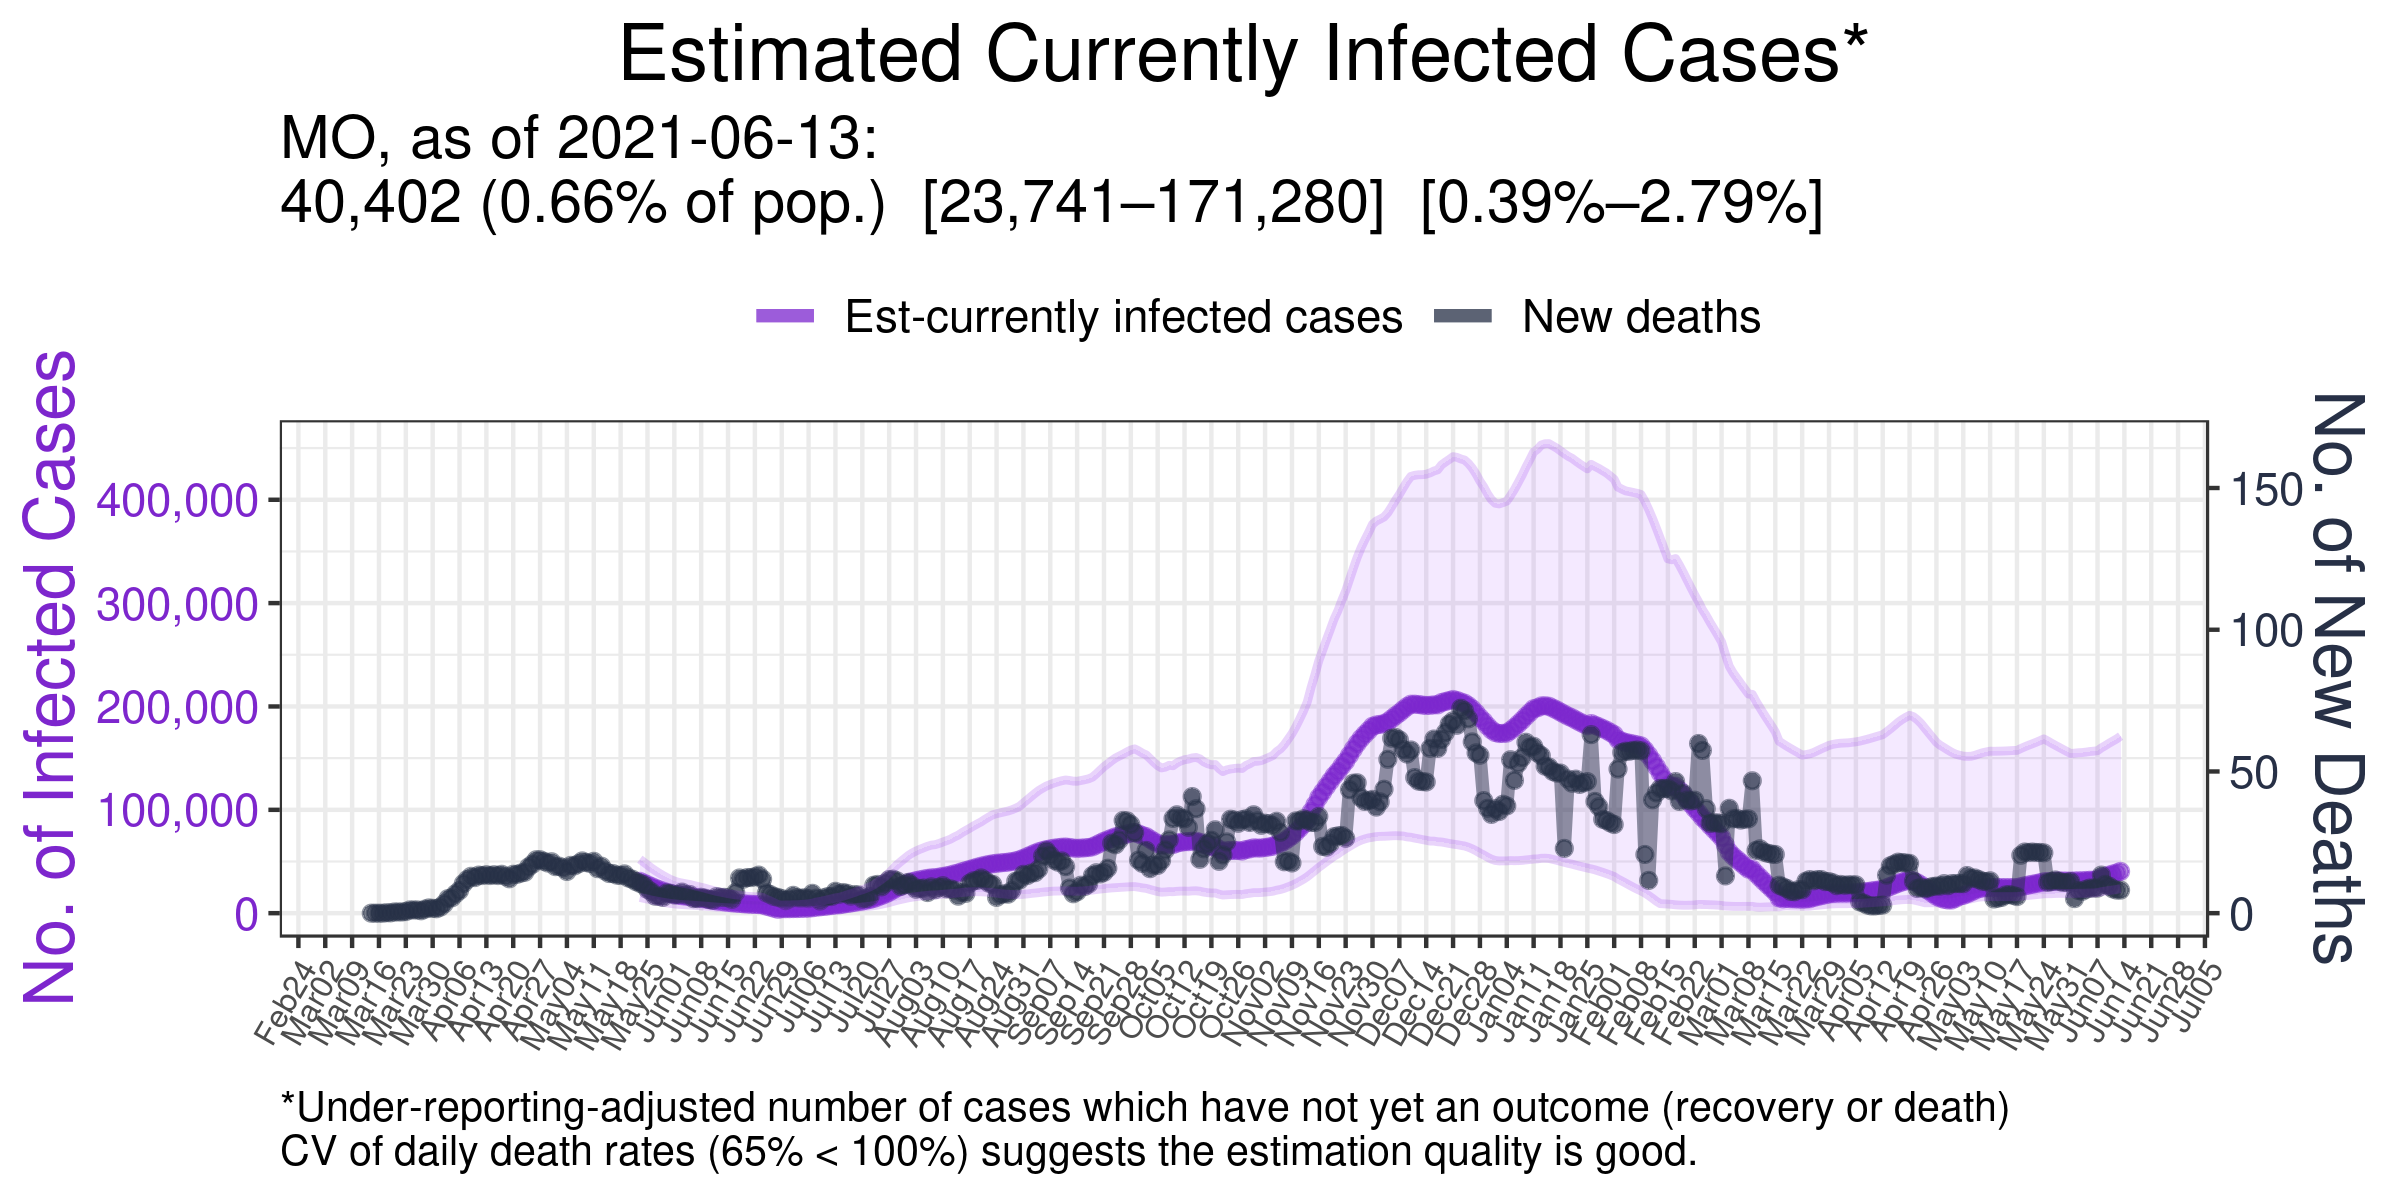 Estimated Currently Infected Cases*
MO, as of 2021-06-13:
40,402 (0.66% of pop.) [23,741–171,280] [0.39%–2.79%]
Est-currently infected cases
New deaths
No. of Infected Cases
400,000
300,000
200,000
100,000
0
150
100
50
0
No. of New Deaths
Feb24
Mar02
Mar09
Mar16
Mar23
Mar30
Apr06
Apr13
Apr20
Apr27
May04
May11
May18
May25
Jun01
Jun08
Jun15
Jun22
Jun29
Jul06
Jul13
Jul20
Jul27
Aug03
Aug10
Aug17
Aug24
Aug31
Sep07
Sep14
Sep21
Sep28
Oct05
Oct12
Oct19
Oct26
Nov02
Nov09
Nov16
Nov23
Nov30
Dec07
Dec14
Dec21
Dec28
Jan04
Jan11
Jan18
Jan25
Feb01
Feb08
Feb15
Feb22
Mar01
Mar08
Mar15
Mar22
Mar29
Apr05
Apr12
Apr19
Apr26
May03
May10
May17
May24
May31
Jun07
Jun14
Jun21
Jun28
Jul05
*Under-reporting-adjusted number of cases which have not yet an outcome (recovery or death)
CV of daily death rates (65% < 100%) suggests the estimation quality is good.